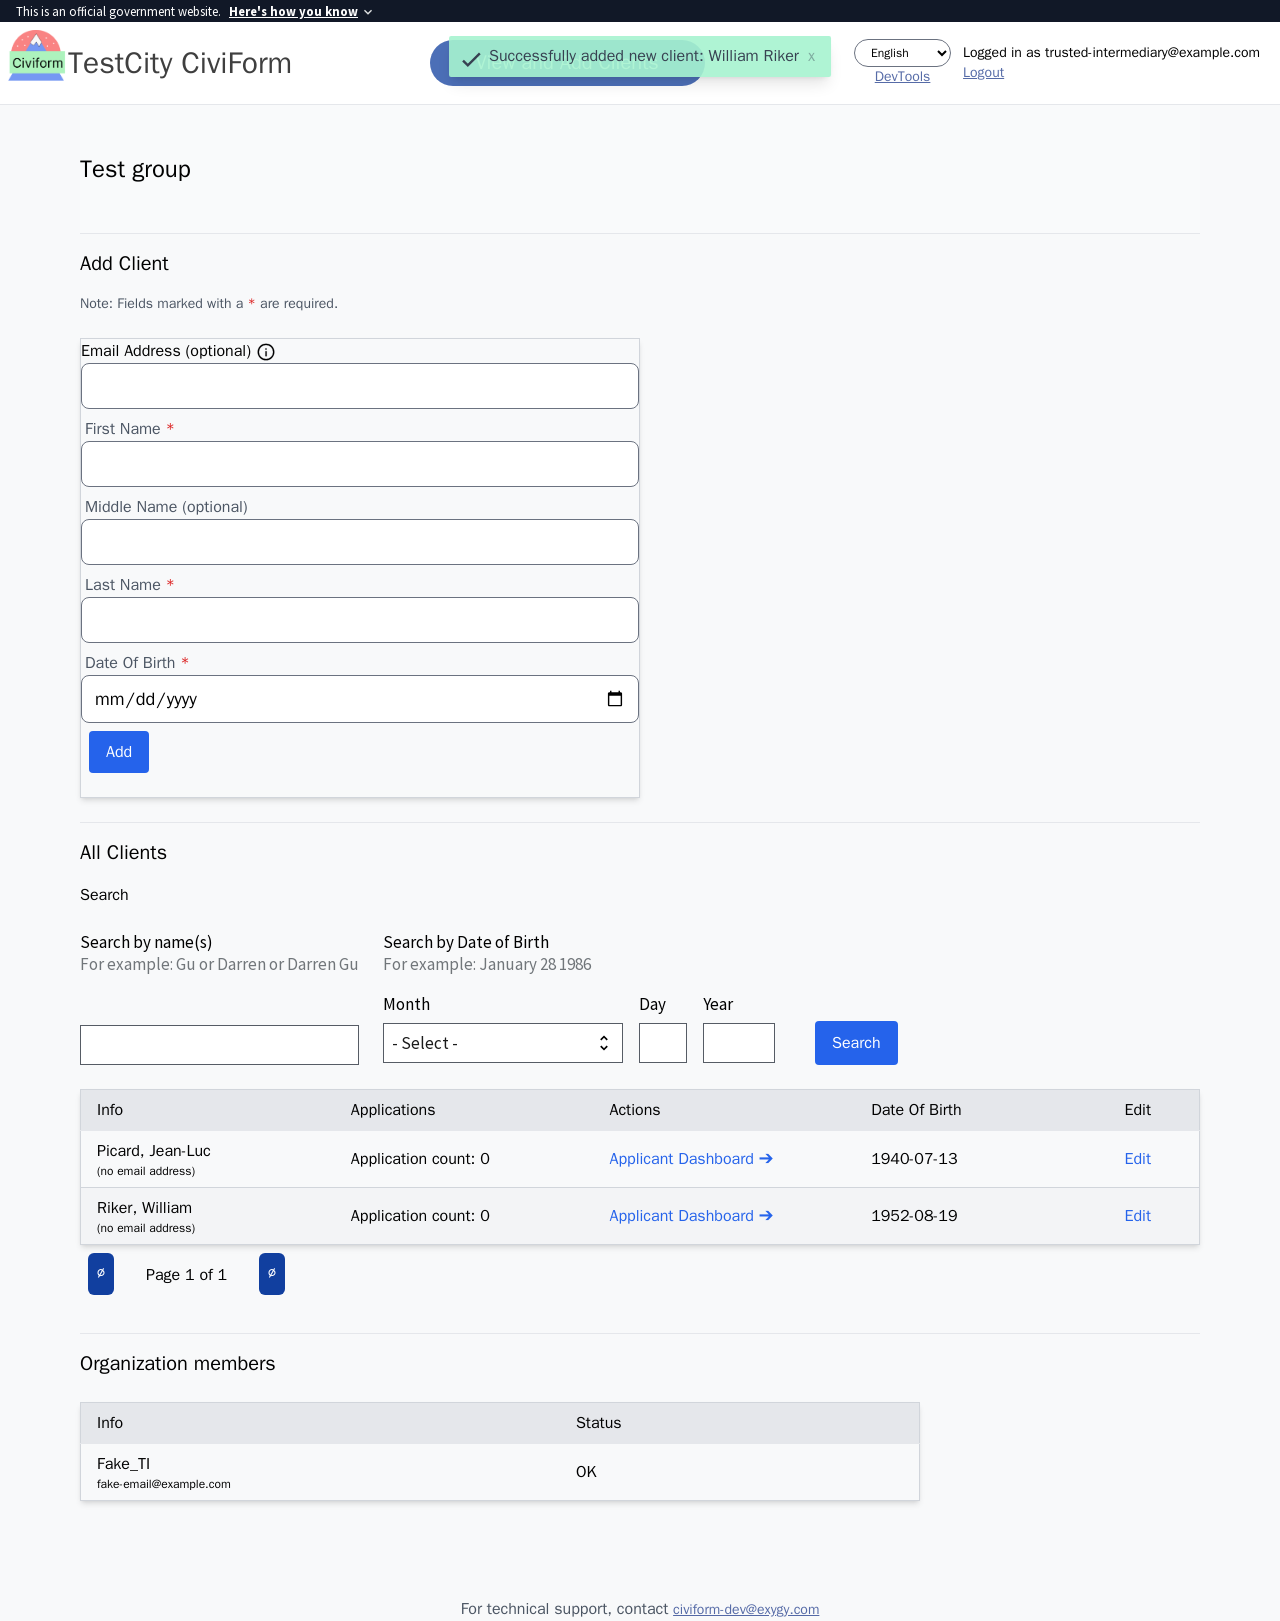 This is an official government website. Here's how you know
Civiform TestCity CiviForm
View and Add Clients
Successfully added new client: William Riker x
English
DevTools
Logged in as trusted-intermediary@example.com
Logout
Test group
Add Client
Note: Fields marked with a * are required.
Email Address (optional)
First Name *
Middle Name (optional)
Last Name *
Date Of Birth *
mm/dd/yyyy
Add
All Clients
Search
Search by name(s)
For example: Gu or Darren or Darren Gu
Search by Date of Birth
For example: January 28 1986
Month Day Year
- Select -
Search
Info Applications Actions Date Of Birth Edit
Picard, Jean-Luc
(no email address)
Application count: 0 Applicant Dashboard ➔ 1940-07-13 Edit
Riker, William
(no email address)
Application count: 0 Applicant Dashboard ➔ 1952-08-19 Edit
∅ Page 1 of 1 ∅
Organization members
Info Status
Fake_TI
fake-email@example.com
OK
For technical support, contact civiform-dev@exygy.com